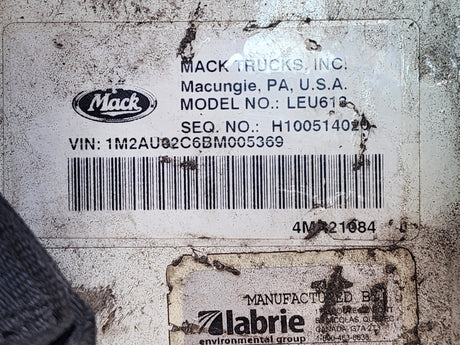 MACK TRUCKS, INC.
Macungie, PA, U.S.A.
Mack
MODEL NO.: LEU613
SEQ. NO.: H100514020
VIN: 1M2AU02C6BM005369
MANUFACTURED BY
labrie
environmental group